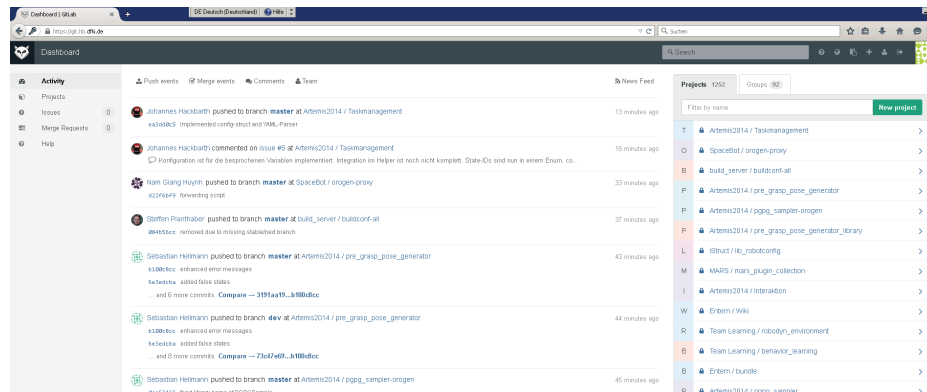 Dashboard | GitLab
DE Deutsch (Deutschland) Hilfe
https://git.hb.dfki.de
Suchen
Dashboard
Search
Activity
Projects
Issues 0
Merge Requests 0
Help
Push events Merge events Comments Team News Feed
Johannes Hackbarth pushed to branch master at Artemis2014 / Taskmanagement 13 minutes ago
Implemented config-struct and YAML-Parser
Johannes Hackbarth commented on issue #5 at Artemis2014 / Taskmanagement 15 minutes ago
Konfiguration ist für die besprochenen Variablen implementiert. Integration im Helper ist noch nicht komplett. State-IDs sind nun in einem Enum. co...
Nam Giang Huynh pushed to branch master at SpaceBot / orogen-proxy 33 minutes ago
#22f6bf9 forwarding script
Steffen Planthaber pushed to branch master at build_server / buildconf-all 37 minutes ago
removed due to missing stable/next branch
Sebastian Hellmann pushed to branch master at Artemis2014 / pre_grasp_pose_generator 43 minutes ago
b100c8cc enhanced error messages
6e3edcba added false states
... and 6 more commits. Compare → 3191aa19...b100c8cc
Sebastian Hellmann pushed to branch dev at Artemis2014 / pre_grasp_pose_generator 44 minutes ago
b100c8cc enhanced error messages
6e3edcba added false states
... and 8 more commits. Compare → 73c47e69...b100c8cc
Sebastian Hellmann pushed to branch master at Artemis2014 / pgpg_sampler-orogen 45 minutes ago
Projects 1252 Groups 92
Filter by name New project
T Artemis2014 / Taskmanagement
O SpaceBot / orogen-proxy
B build_server / buildconf-all
P Artemis2014 / pre_grasp_pose_generator
P Artemis2014 / pgpg_sampler-orogen
P Artemis2014 / pre_grasp_pose_generator_library
L iStruct / lib_robotconfig
M MARS / mars_plugin_collection
I Artemis2014 / Interaktion
W Entern / Wiki
R Team Learning / robodyn_environment
B Team Learning / behavior_learning
B Entern / bundle
P Artemis2014 / pgpg_sampler